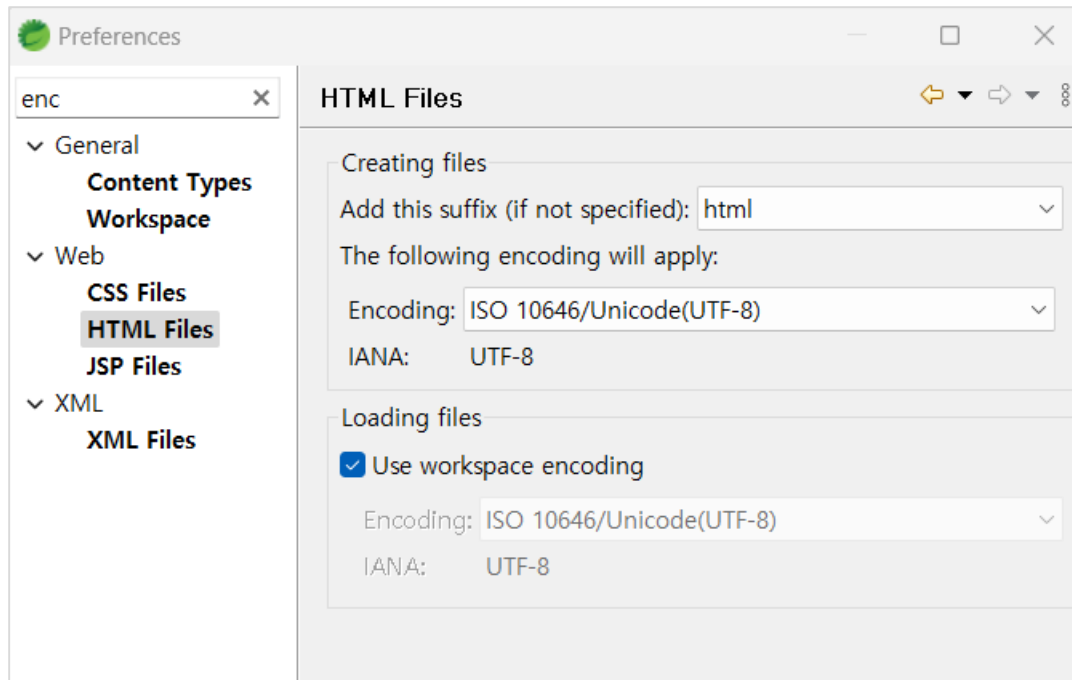 Preferences
enc
General
Content Types
Workspace
Web
CSS Files
HTML Files
JSP Files
XML
XML Files
HTML Files
Creating files
Add this suffix (if not specified): html
The following encoding will apply:
Encoding: ISO 10646/Unicode(UTF-8)
IANA: UTF-8
Loading files
Use workspace encoding
Encoding: ISO 10646/Unicode(UTF-8)
IANA: UTF-8